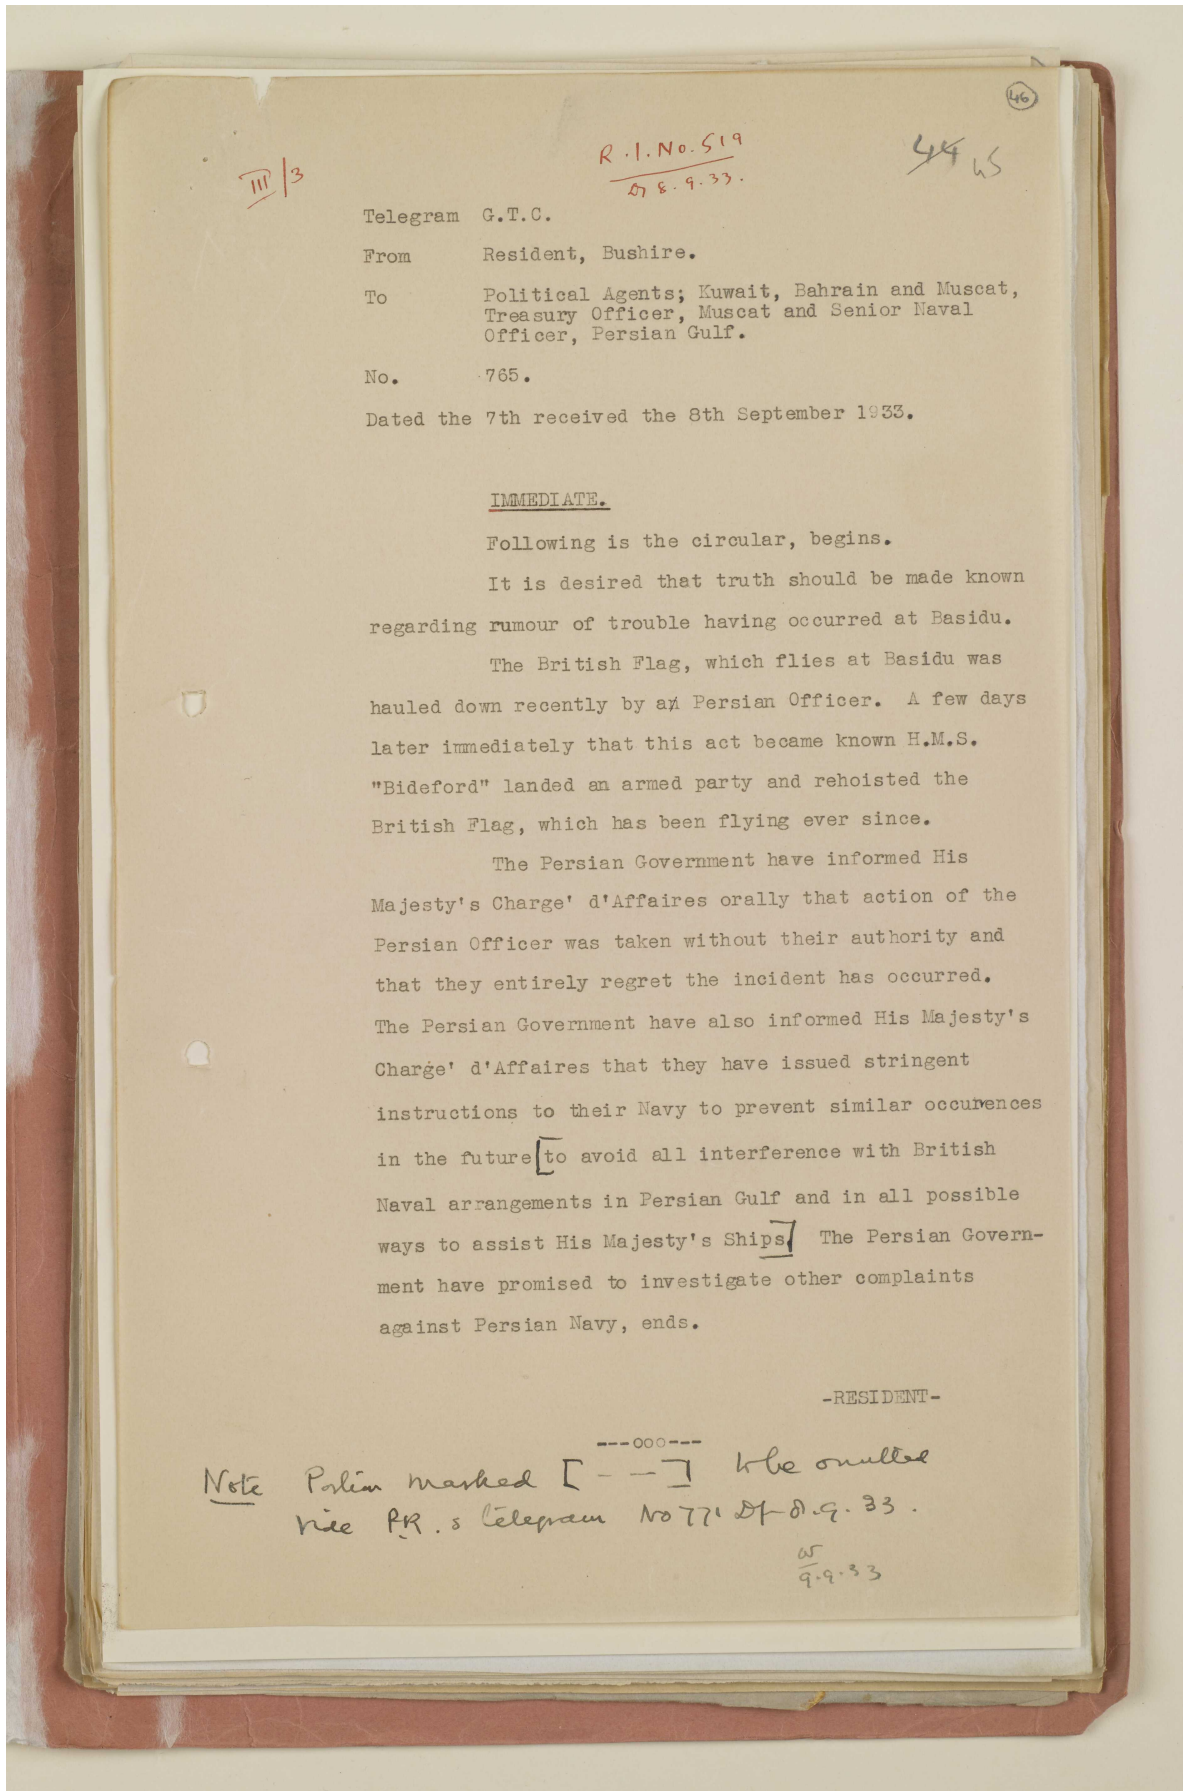 46
R.I.No.519
D/ 8.9.33.
44 45
III/3
Telegram G.T.C.
From Resident, Bushire.
To Political Agents; Kuwait, Bahrain and Muscat,
Treasury Officer, Muscat and Senior Naval
Officer, Persian Gulf.
No. 765.
Dated the 7th received the 8th September 1933.
IMMEDIATE.
Following is the circular, begins.
It is desired that truth should be made known
regarding rumour of trouble having occurred at Basidu.
The British Flag, which flies at Basidu was
hauled down recently by a Persian Officer. A few days
later immediately that this act became known H.M.S.
"Bideford" landed an armed party and rehoisted the
British Flag, which has been flying ever since.
The Persian Government have informed His
Majesty's Charge' d'Affaires orally that action of the
Persian Officer was taken without their authority and
that they entirely regret the incident has occurred.
The Persian Government have also informed His Majesty's
Charge' d'Affaires that they have issued stringent
instructions to their Navy to prevent similar occurrences
in the future [to avoid all interference with British
Naval arrangements in Persian Gulf and in all possible
ways to assist His Majesty's Ships] The Persian Govern-
ment have promised to investigate other complaints
against Persian Navy, ends.
-RESIDENT-
---ooo---
Note Portion marked [ - - ] to be omitted
vide P.R.s telegram No 771 Dt 8.9.33.
9.9.33